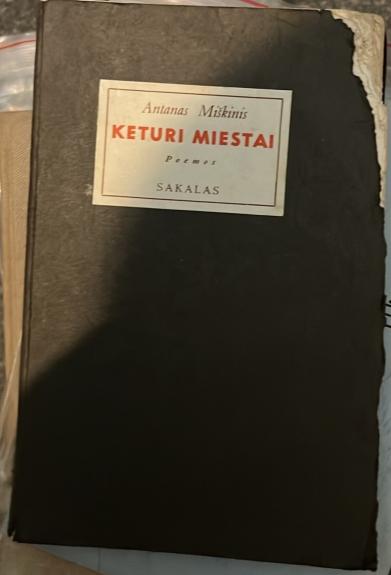 Antanas Miškinis
KETURI MIESTAI
Poemos
SAKALAS